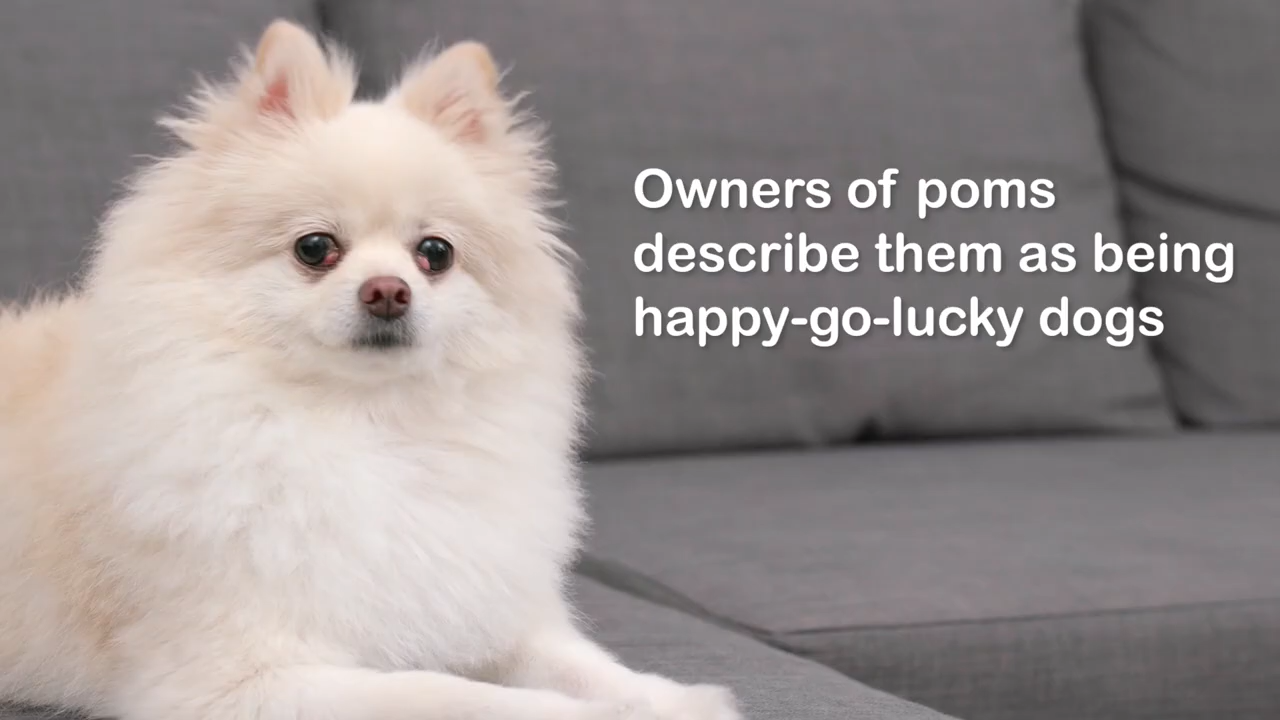 Owners of poms
describe them as being
happy-go-lucky dogs